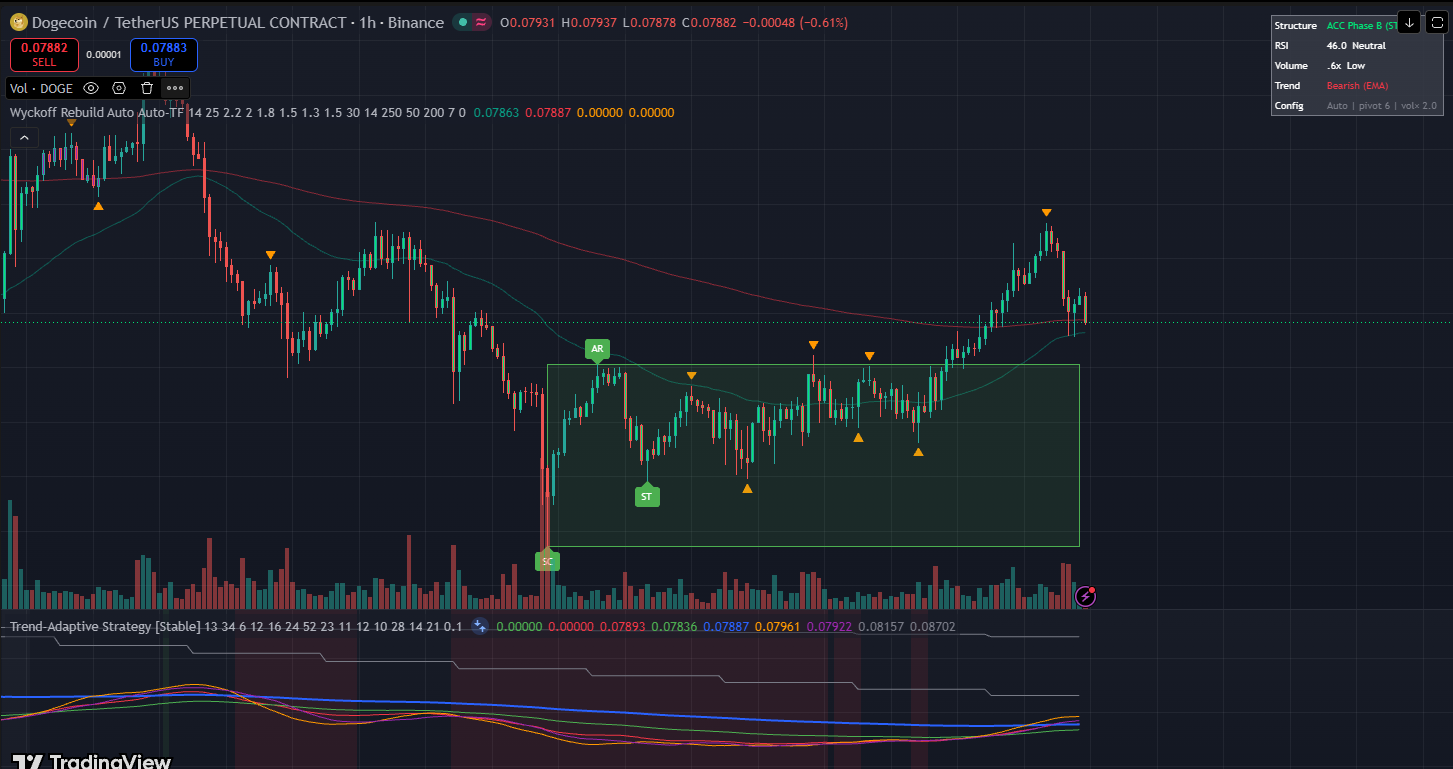 Dogecoin / TetherUS PERPETUAL CONTRACT · 1h · Binance O0.07931 H0.07937 L0.07878 C0.07882 −0.00048 (−0.61%)
0.07882 SELL
0.00001
0.07883 BUY
Vol · DOGE
Wyckoff Rebuild Auto Auto-TF 14 25 2.2 2 1.8 1.5 1.3 1.5 30 14 250 50 200 7 0 0.07863 0.07887 0.00000 0.00000
Structure ACC Phase B (ST
RSI 46.0 Neutral
Volume .6x Low
Trend Bearish (EMA)
Config Auto | pivot 6 | vol× 2.0
AR
ST
SC
Trend-Adaptive Strategy [Stable] 13 34 6 12 16 24 52 23 11 12 10 28 14 21 0.1 0.00000 0.00000 0.07893 0.07836 0.07887 0.07961 0.07922 0.08157 0.08702
TradingView